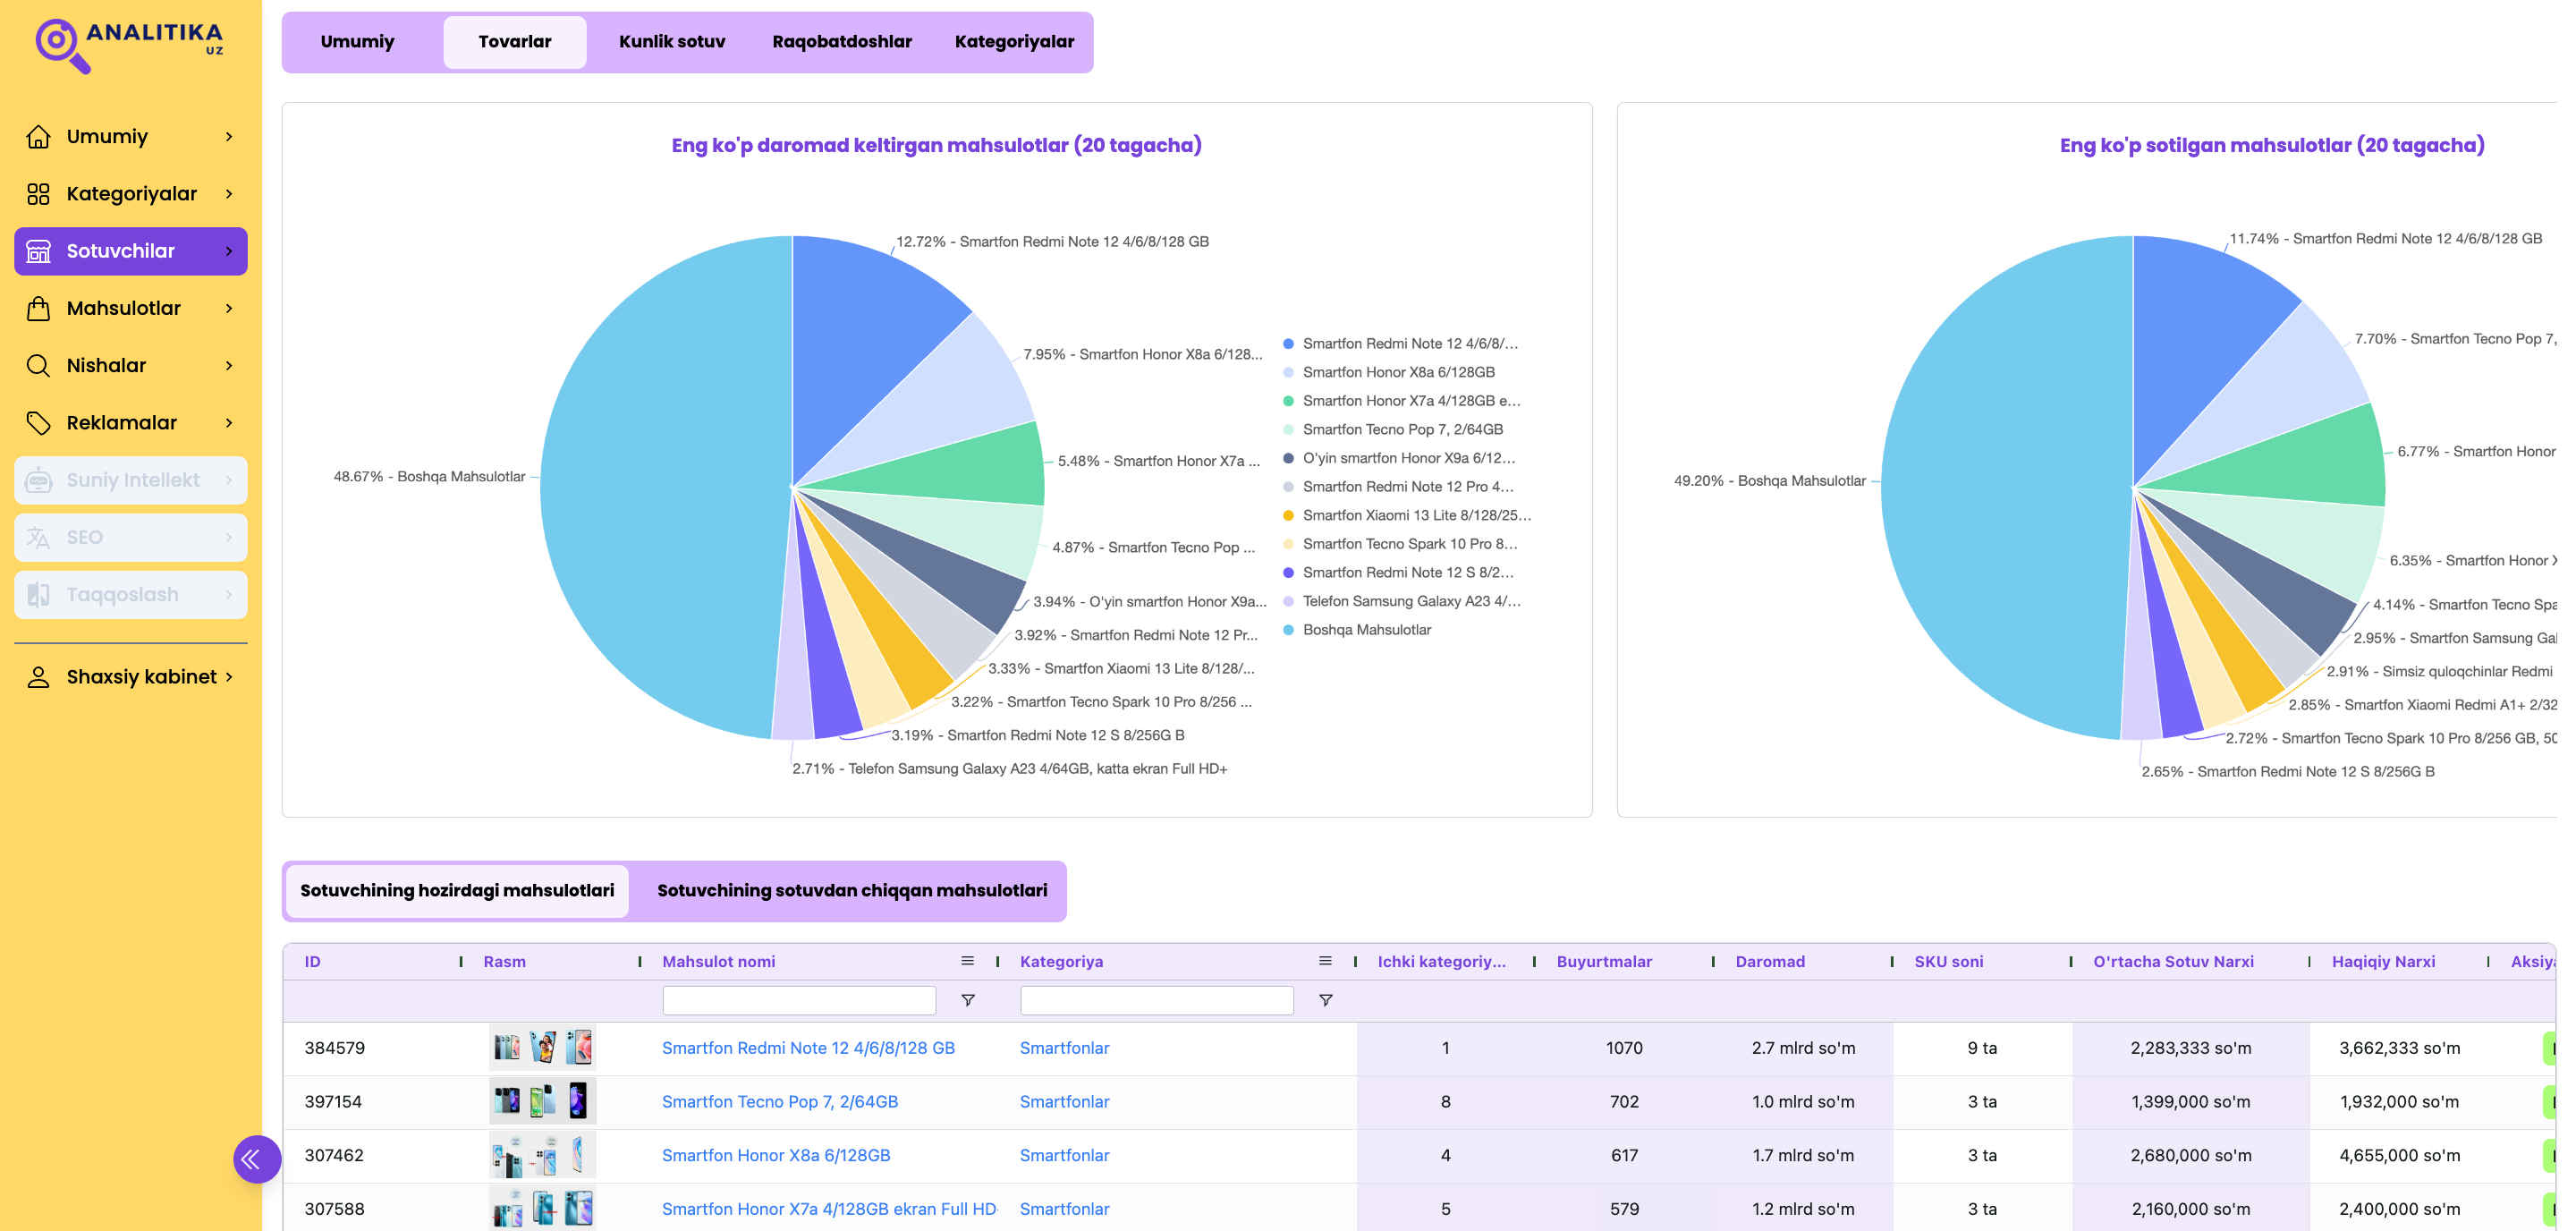 ANALITIKA
UZ
Umumiy
Kategoriyalar
Sotuvchilar
Mahsulotlar
Nishalar
Reklamalar
Suniy Intellekt
SEO
Taqqoslash
Shaxsiy kabinet
Umumiy Tovarlar Kunlik sotuv Raqobatdoshlar Kategoriyalar
Eng ko'p daromad keltirgan mahsulotlar (20 tagacha)
12.72% - Smartfon Redmi Note 12 4/6/8/128 GB
7.95% - Smartfon Honor X8a 6/128...
5.48% - Smartfon Honor X7a ...
4.87% - Smartfon Tecno Pop ...
3.94% - O'yin smartfon Honor X9a...
3.92% - Smartfon Redmi Note 12 Pr...
3.33% - Smartfon Xiaomi 13 Lite 8/128/...
3.22% - Smartfon Tecno Spark 10 Pro 8/256 ...
3.19% - Smartfon Redmi Note 12 S 8/256G B
2.71% - Telefon Samsung Galaxy A23 4/64GB, katta ekran Full HD+
48.67% - Boshqa Mahsulotlar
Smartfon Redmi Note 12 4/6/8/...
Smartfon Honor X8a 6/128GB
Smartfon Honor X7a 4/128GB e...
Smartfon Tecno Pop 7, 2/64GB
O'yin smartfon Honor X9a 6/12...
Smartfon Redmi Note 12 Pro 4...
Smartfon Xiaomi 13 Lite 8/128/25...
Smartfon Tecno Spark 10 Pro 8...
Smartfon Redmi Note 12 S 8/2...
Telefon Samsung Galaxy A23 4/...
Boshqa Mahsulotlar
Eng ko'p sotilgan mahsulotlar (20 tagacha)
11.74% - Smartfon Redmi Note 12 4/6/8/128 GB
7.70% - Smartfon Tecno Pop 7,
6.77% - Smartfon Honor
6.35% - Smartfon Honor X
4.14% - Smartfon Tecno Spa
2.95% - Smartfon Samsung Gal
2.91% - Simsiz quloqchinlar Redmi
2.85% - Smartfon Xiaomi Redmi A1+ 2/32
2.72% - Smartfon Tecno Spark 10 Pro 8/256 GB, 50
2.65% - Smartfon Redmi Note 12 S 8/256G B
49.20% - Boshqa Mahsulotlar
Sotuvchining hozirdagi mahsulotlari Sotuvchining sotuvdan chiqqan mahsulotlari
ID Rasm Mahsulot nomi Kategoriya Ichki kategoriy... Buyurtmalar Daromad SKU soni O'rtacha Sotuv Narxi Haqiqiy Narxi Aksiya
384579 Smartfon Redmi Note 12 4/6/8/128 GB Smartfonlar 1 1070 2.7 mlrd so'm 9 ta 2,283,333 so'm 3,662,333 so'm
397154 Smartfon Tecno Pop 7, 2/64GB Smartfonlar 8 702 1.0 mlrd so'm 3 ta 1,399,000 so'm 1,932,000 so'm
307462 Smartfon Honor X8a 6/128GB Smartfonlar 4 617 1.7 mlrd so'm 3 ta 2,680,000 so'm 4,655,000 so'm
307588 Smartfon Honor X7a 4/128GB ekran Full HD Smartfonlar 5 579 1.2 mlrd so'm 3 ta 2,160,000 so'm 2,400,000 so'm